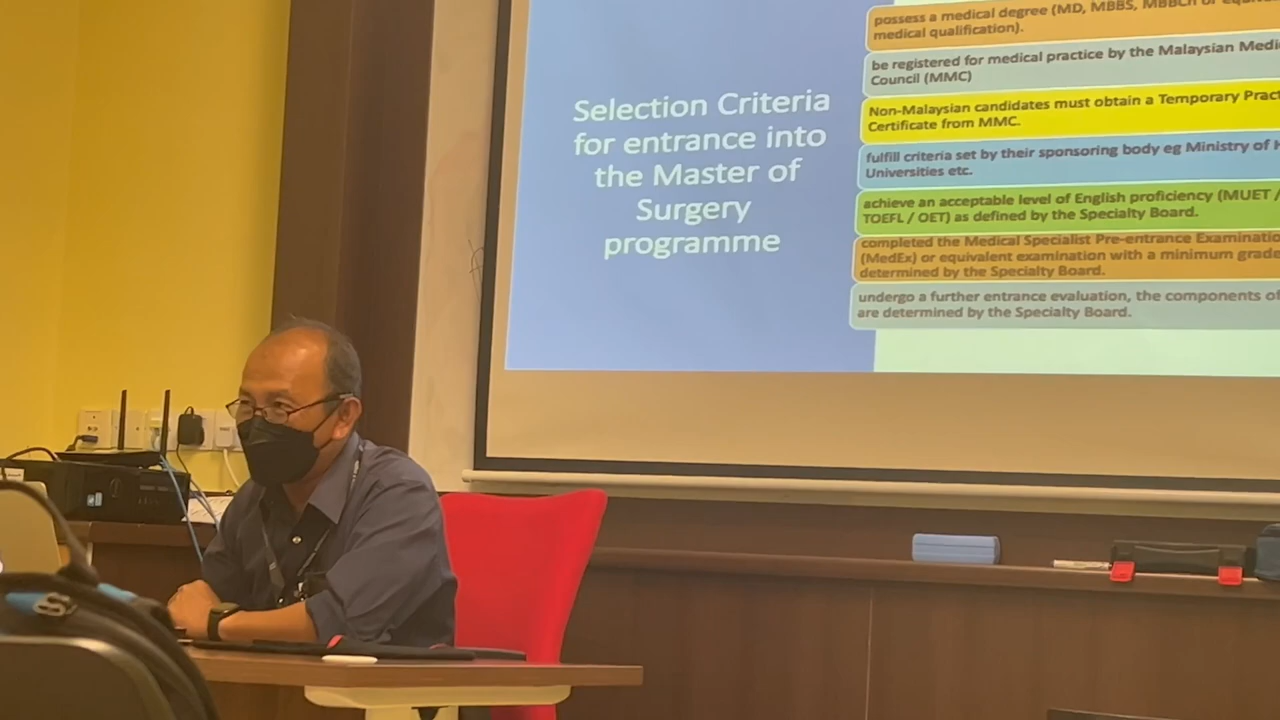 Selection Criteria
for entrance into
the Master of
Surgery
programme
possess a medical degree (MD, MBBS, MBBCh or
medical qualification).
be registered for medical practice by the Malaysian
Council (MMC)
Non-Malaysian candidates must obtain a Temporary
Certificate from MMC.
fulfill criteria set by their sponsoring body eg Ministry of
Universities etc.
achieve an acceptable level of English proficiency (MUET /
TOEFL / OET) as defined by the Specialty Board.
completed the Medical Specialist Pre-entrance
(MedEx) or equivalent examination with a minimum grade
determined by the Specialty Board.
undergo a further entrance evaluation, the components of
are determined by the Specialty Board.